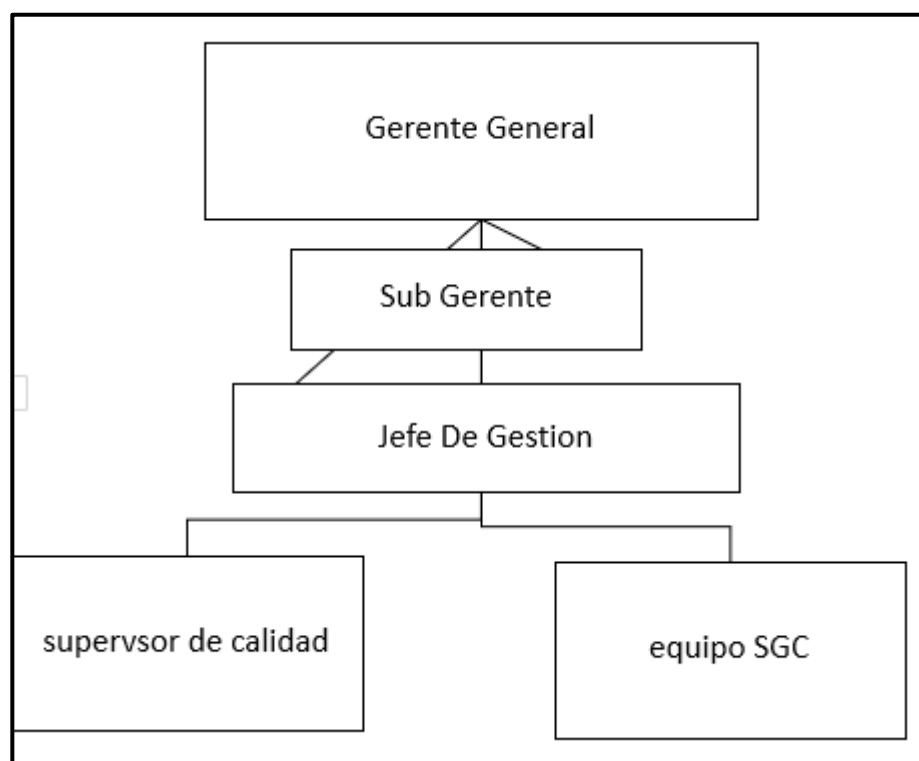 Gerente General
Sub Gerente
Jefe De Gestion
supervsor de calidad
equipo SGC